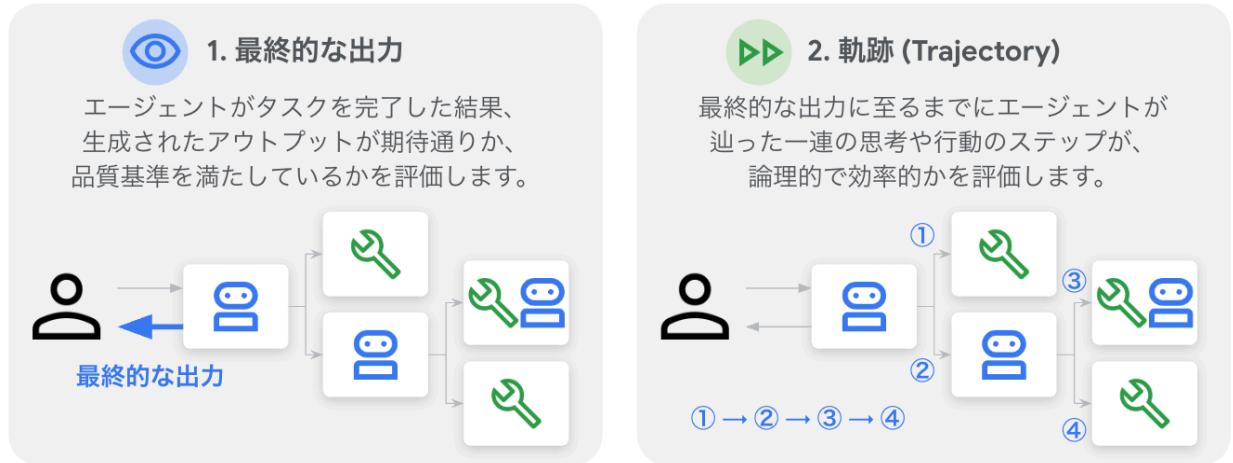 1. 最終的な出力
エージェントがタスクを完了した結果、
生成されたアウトプットが期待通りか、
品質基準を満たしているかを評価します。
最終的な出力
2. 軌跡 (Trajectory)
最終的な出力に至るまでにエージェントが
辿った一連の思考や行動のステップが、
論理的で効率的かを評価します。
①
③
②
① → ② → ③ → ④
④